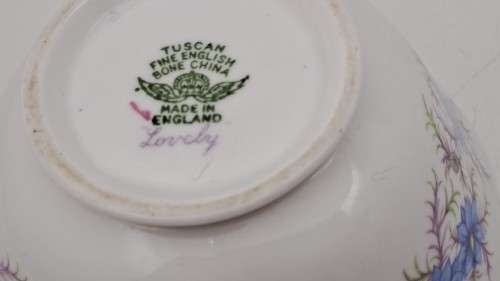 TUSCAN
FINE ENGLISH
BONE CHINA
MADE IN
ENGLAND
Lovely